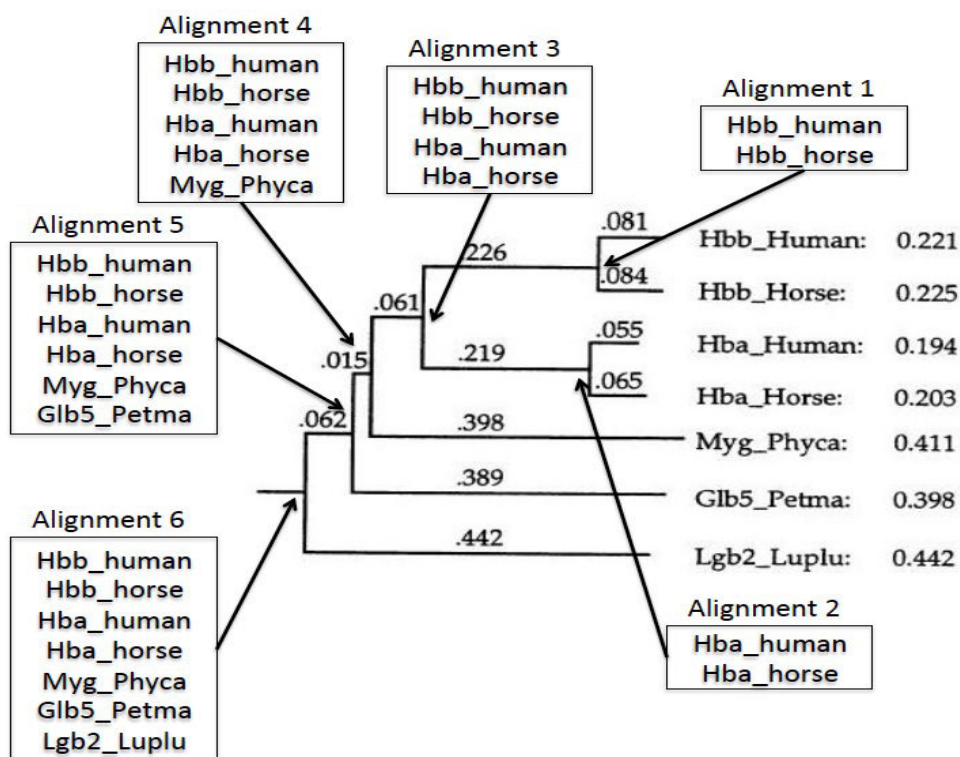 Alignment 4
Hbb_human
Hbb_horse
Hba_human
Hba_horse
Myg_Phyca
Alignment 3
Hbb_human
Hbb_horse
Hba_human
Hba_horse
Alignment 1
Hbb_human
Hbb_horse
Alignment 5
Hbb_human
Hbb_horse
Hba_human
Hba_horse
Myg_Phyca
Glb5_Petma
.081
.226
.084
.061
.055
.219
.065
.015
.062
.398
.389
.442
Hbb_Human: 0.221
Hbb_Horse: 0.225
Hba_Human: 0.194
Hba_Horse: 0.203
Myg_Phyca: 0.411
Glb5_Petma: 0.398
Lgb2_Luplu: 0.442
Alignment 6
Hbb_human
Hbb_horse
Hba_human
Hba_horse
Myg_Phyca
Glb5_Petma
Lgb2_Luplu
Alignment 2
Hba_human
Hba_horse